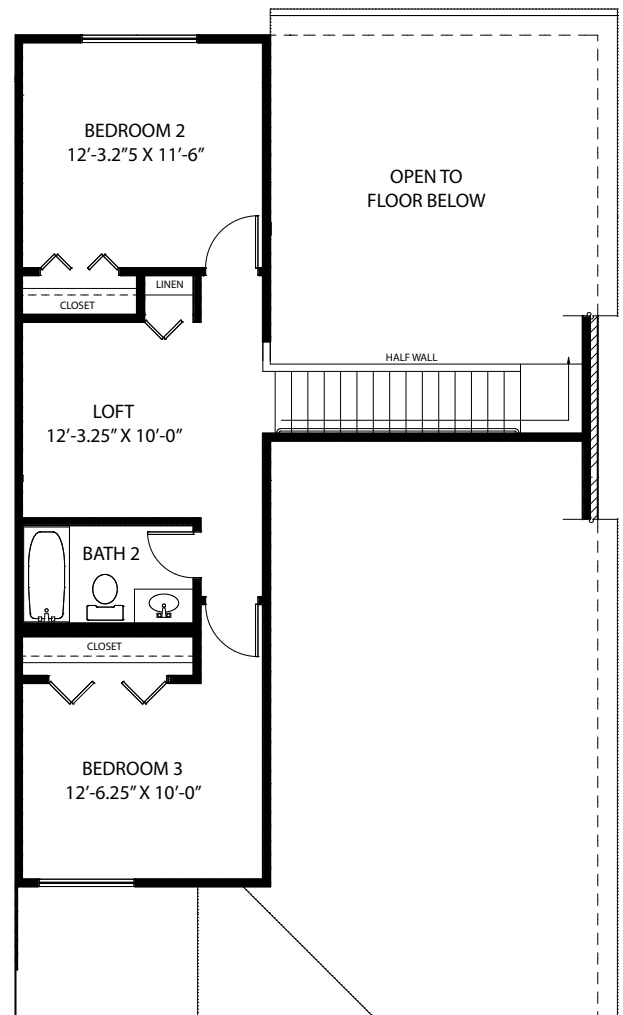 BEDROOM 2
12’-3.2”5 X 11’-6”
OPEN TO
FLOOR BELOW
LINEN
CLOSET
HALF WALL
LOFT
12’-3.25” X 10’-0”
BATH 2
CLOSET
BEDROOM 3
12’-6.25” X 10’-0”